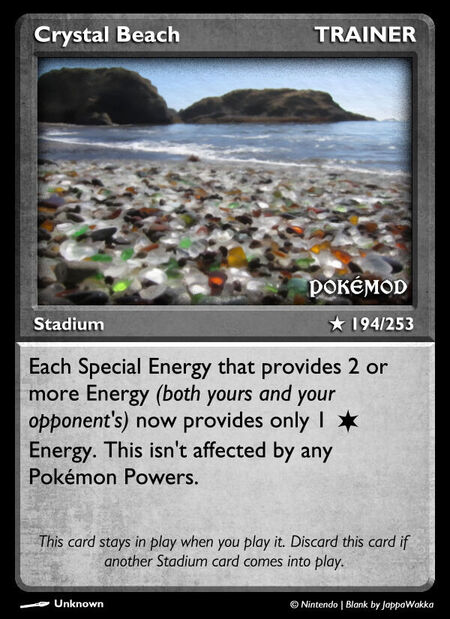 Crystal Beach TRAINER
POKÉMOD
Stadium ★ 194/253
Each Special Energy that provides 2 or
more Energy (both yours and your
opponent's) now provides only 1 ✶
Energy. This isn't affected by any
Pokémon Powers.
This card stays in play when you play it. Discard this card if
another Stadium card comes into play.
Unknown © Nintendo | Blank by JappaWakka